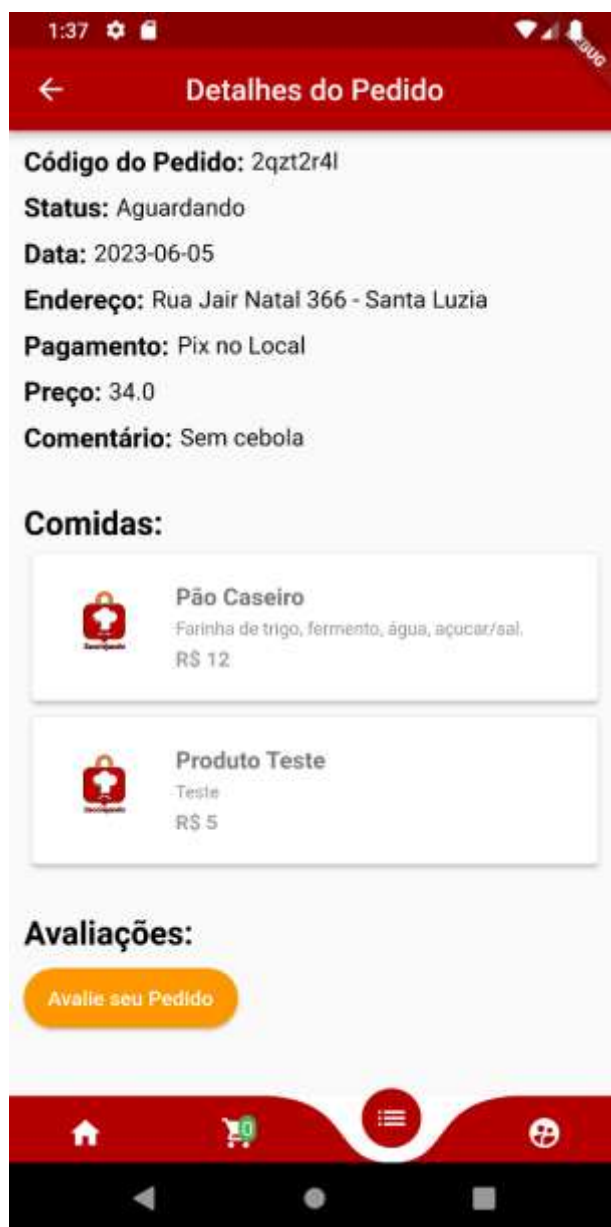 1:37
DEBUG
Detalhes do Pedido
Código do Pedido: 2qzt2r4l
Status: Aguardando
Data: 2023-06-05
Endereço: Rua Jair Natal 366 - Santa Luzia
Pagamento: Pix no Local
Preço: 34.0
Comentário: Sem cebola
Comidas:
Pão Caseiro
Farinha de trigo, fermento, água, açucar/sal.
R$ 12
Produto Teste
Teste
R$ 5
Avaliações:
Avalie seu Pedido
0